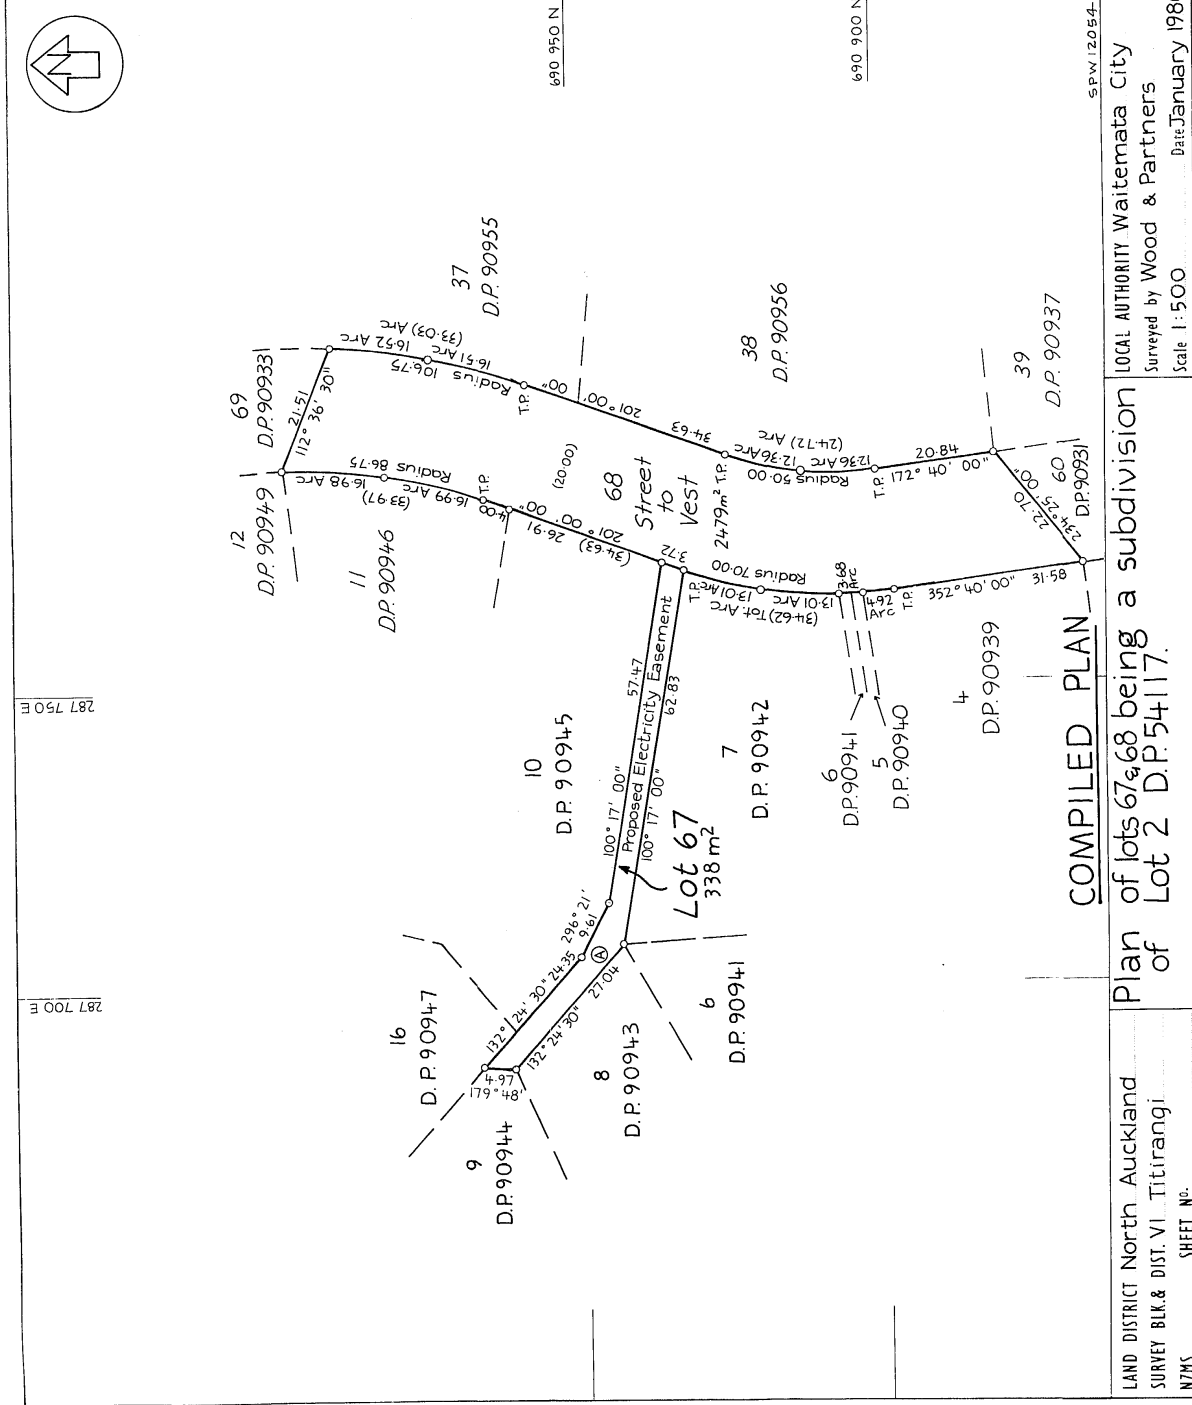 N
690 950 N
690 900 N
287 750 E
287 700 E
SPW 12054
69
D.P.90933
12
D.P. 90949
112° 36' 30"
21.51
11
D.P.90946
37
D.P. 90955
16.52 Arc
(33.03) Arc
16.51 Arc
Radius 106.75
T.P.
Radius 86.75
16.98 Arc
(33.97)
16.99 Arc
T.P.
4.00
201° 00' 00"
26.91
(34.63)
3.72
(20.00)
68
Street
to
Vest
2479m²
201° 00' 00"
34.63
T.P.
38
D.P. 90956
12.36 Arc
(24.72) Arc
12.36 Arc
Radius 50.00
T.P.
172° 40' 00"
20.84
39
D.P. 90937
234° 25' 00"
22.70
60
D.P.90931
Radius 70.00
T.P.
13.01 Arc
(34.62) Tot. Arc
13.01 Arc
3.68
Arc
4.92
Arc
T.P.
352° 40' 00"
31.58
4
D.P. 90939
5
D.P. 90940
6
D.P.90941
7
D.P. 90942
10
D.P. 90945
100° 17' 00"
57.47
Proposed Electricity Easement
100° 17' 00"
62.83
Lot 67
338 m²
296° 21'
9.61
A
132° 24' 30" 24.35
132° 24' 30"
27.04
4.97
179° 48'
16
D.P. 90947
9
D.P.90944
8
D.P. 90943
6
D.P. 90941
COMPILED PLAN
LAND DISTRICT North Auckland
SURVEY BLK.& DIST. VI Titirangi
NZMS SHEET No.
Plan of lots 67 & 68 being a subdivision
of Lot 2 D.P. 54117.
LOCAL AUTHORITY Waitemata City
Surveyed by Wood & Partners
Scale 1:500 Date January